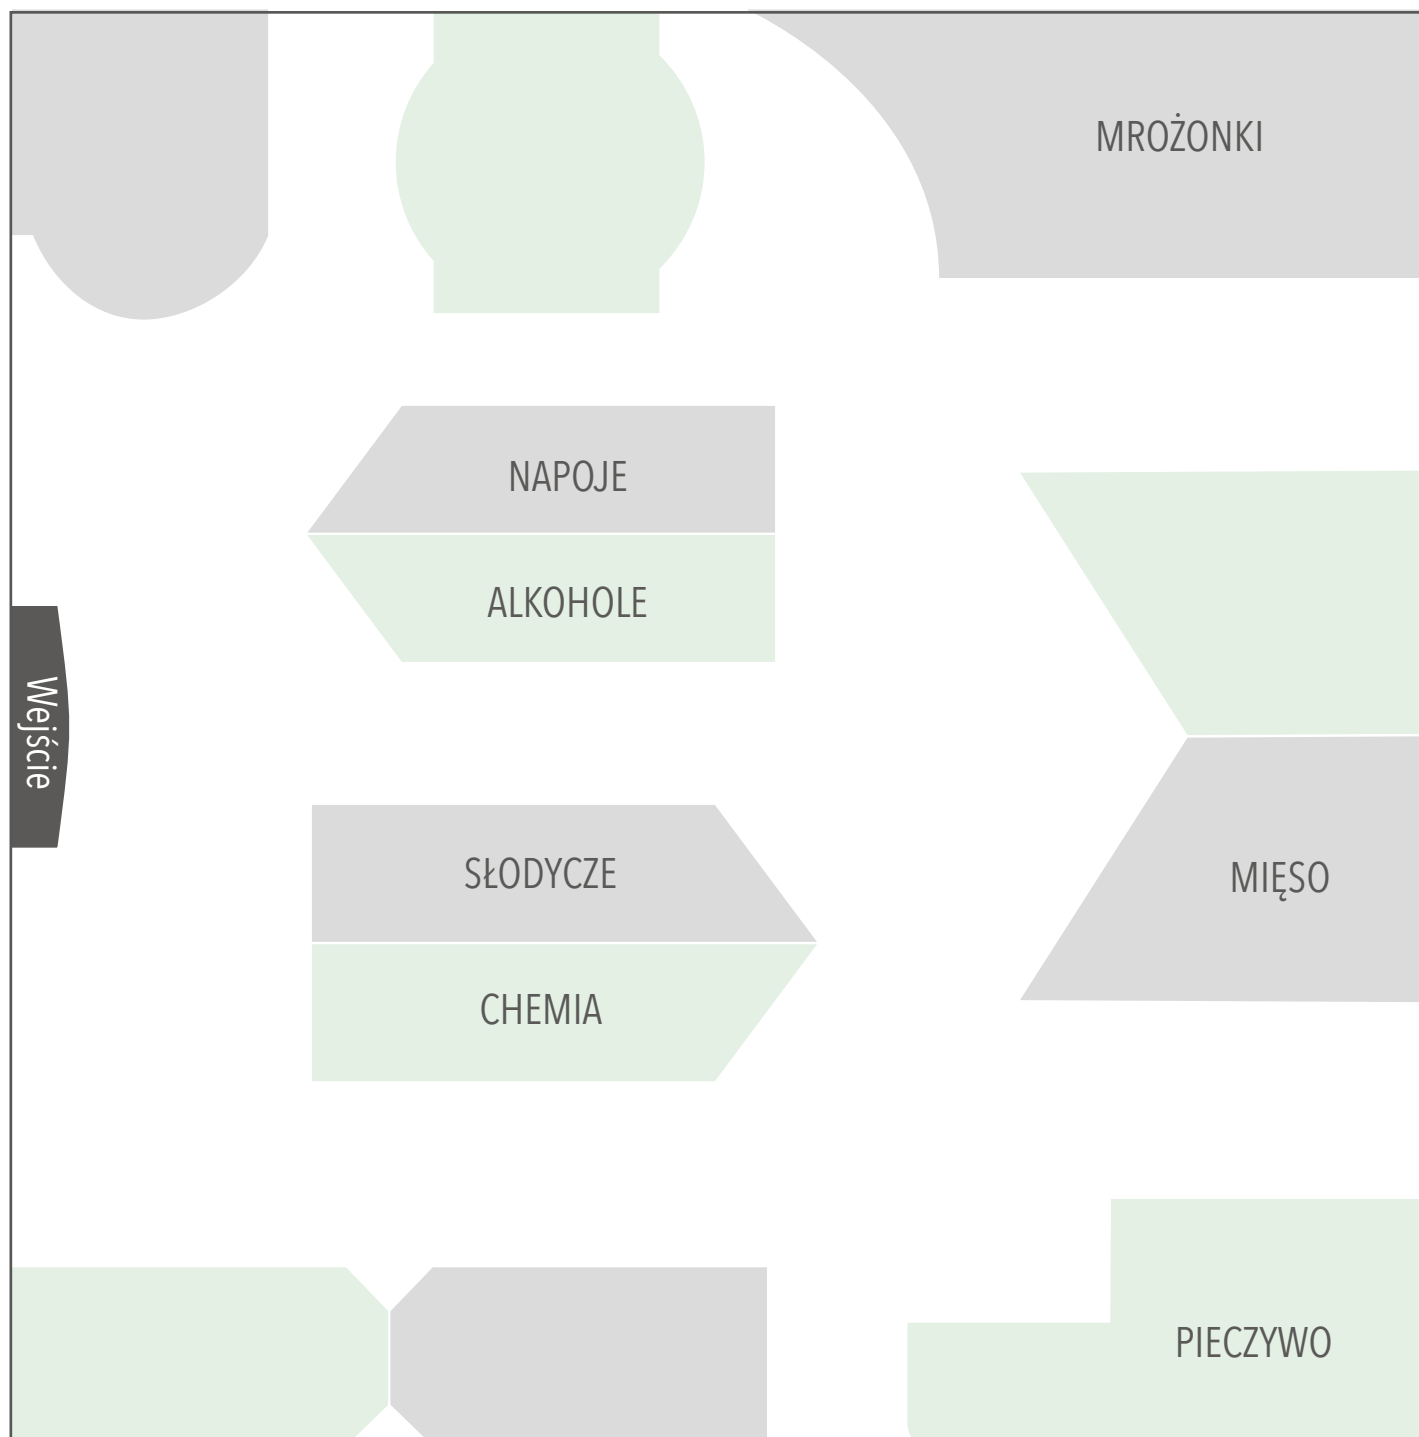 MROŻONKI
NAPOJE
ALKOHOLE
Wejście
SŁODYCZE
MIĘSO
CHEMIA
PIECZYWO